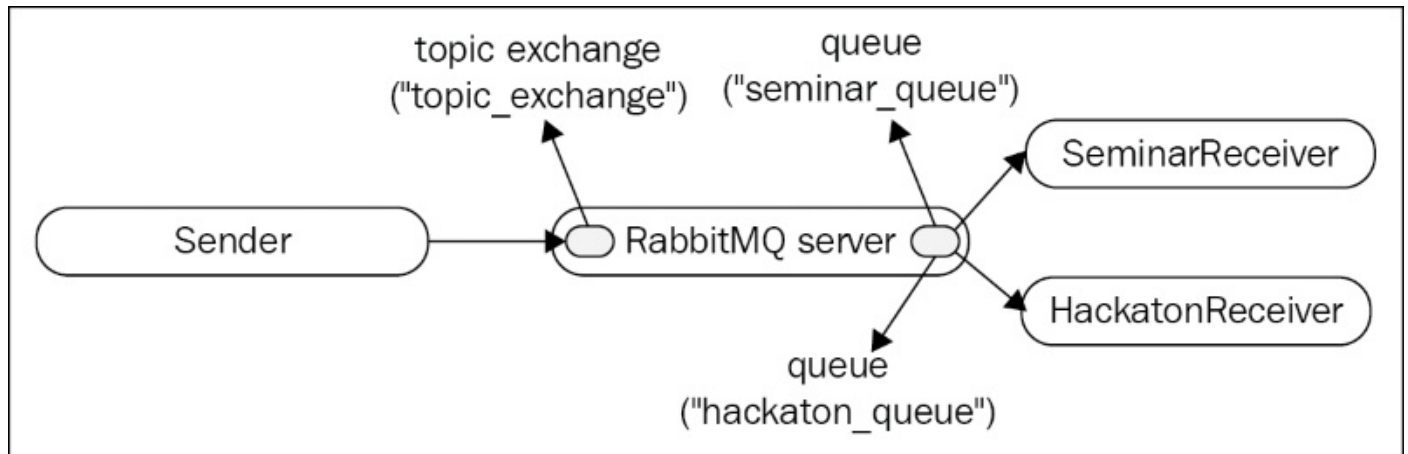 topic exchange
("topic_exchange")
queue
("seminar_queue")
SeminarReceiver
Sender
RabbitMQ server
HackatonReceiver
queue
("hackaton_queue")